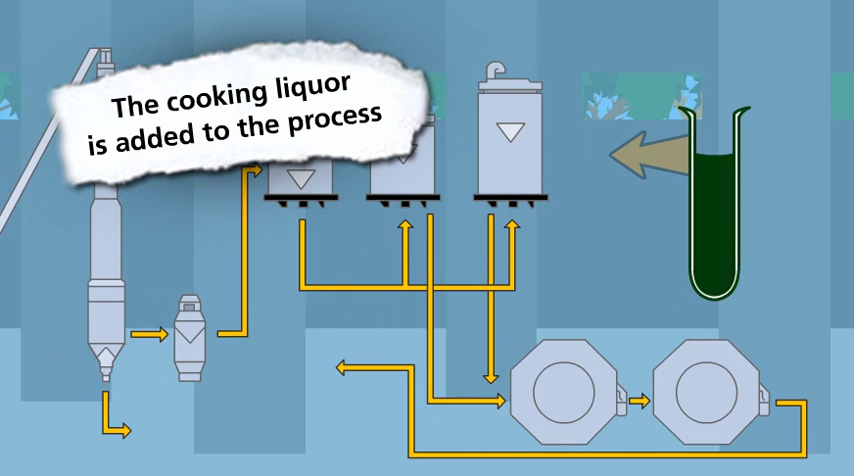 The cooking liquor
is added to the process